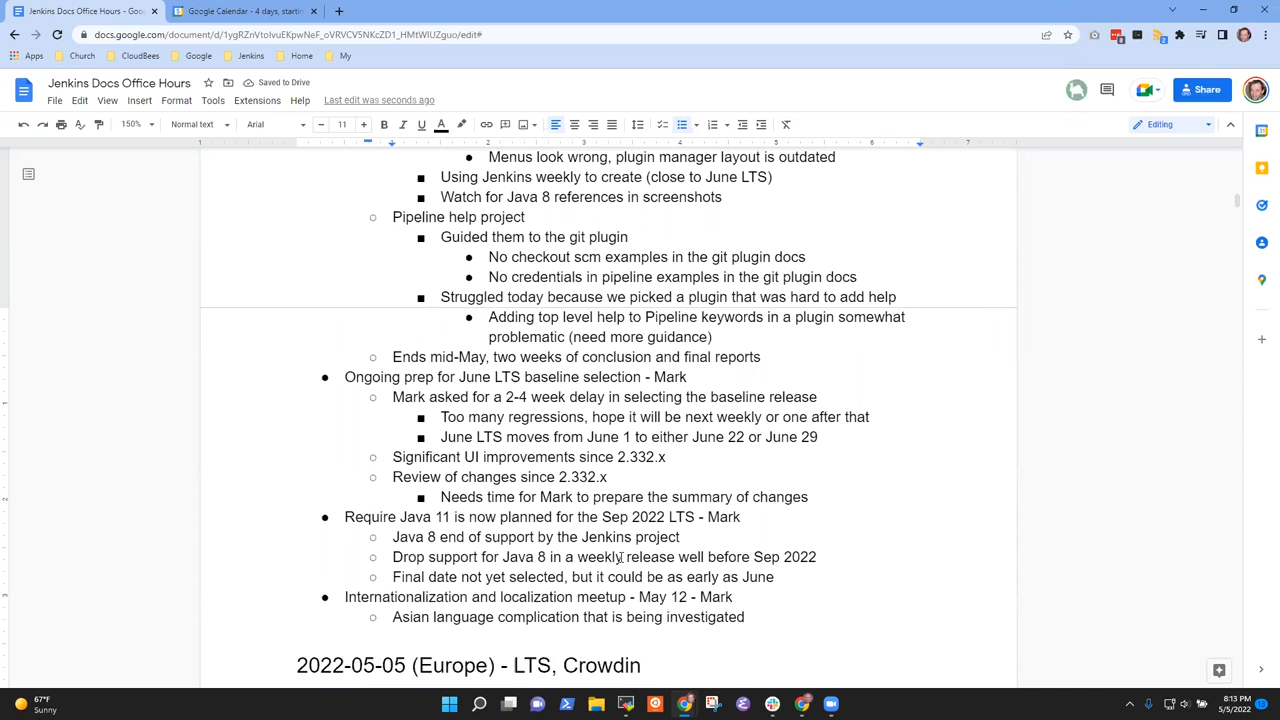 Jenkins Docs Office Hours - Goog
Google Calendar - 4 days, startin
docs.google.com/document/d/1ygRZnVtoIvuEKpwNeF_oVRVCV5NKcZD1_HMtWIUZguo/edit#
Apps
Church
CloudBees
Google
Jenkins
Home
My
Jenkins Docs Office Hours
Saved to Drive
File
Edit
View
Insert
Format
Tools
Extensions
Help
Last edit was seconds ago
Share
150%
Normal text
Arial
11
Editing
Menus look wrong, plugin manager layout is outdated
Using Jenkins weekly to create (close to June LTS)
Watch for Java 8 references in screenshots
Pipeline help project
Guided them to the git plugin
No checkout scm examples in the git plugin docs
No credentials in pipeline examples in the git plugin docs
Struggled today because we picked a plugin that was hard to add help
Adding top level help to Pipeline keywords in a plugin somewhat
problematic (need more guidance)
Ends mid-May, two weeks of conclusion and final reports
Ongoing prep for June LTS baseline selection - Mark
Mark asked for a 2-4 week delay in selecting the baseline release
Too many regressions, hope it will be next weekly or one after that
June LTS moves from June 1 to either June 22 or June 29
Significant UI improvements since 2.332.x
Review of changes since 2.332.x
Needs time for Mark to prepare the summary of changes
Require Java 11 is now planned for the Sep 2022 LTS - Mark
Java 8 end of support by the Jenkins project
Drop support for Java 8 in a weekly release well before Sep 2022
Final date not yet selected, but it could be as early as June
Internationalization and localization meetup - May 12 - Mark
Asian language complication that is being investigated
2022-05-05 (Europe) - LTS, Crowdin
67°F
Sunny
8:13 PM
5/5/2022